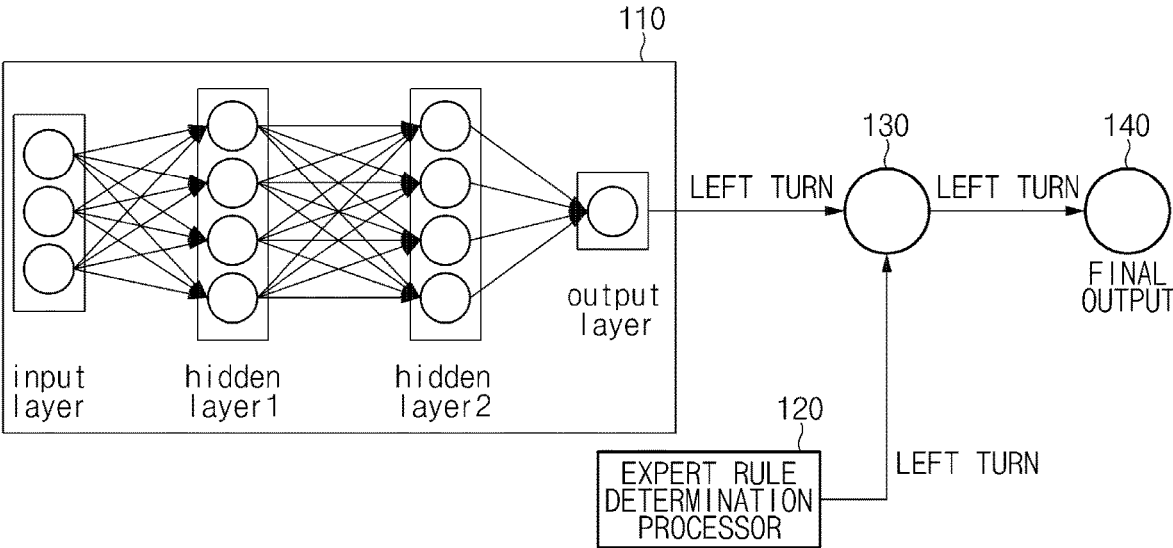 110
130
140
LEFT TURN
LEFT TURN
FINAL
OUTPUT
output
layer
input
layer
hidden
layer1
hidden
layer2
120
EXPERT RULE
DETERMINATION
PROCESSOR
LEFT TURN